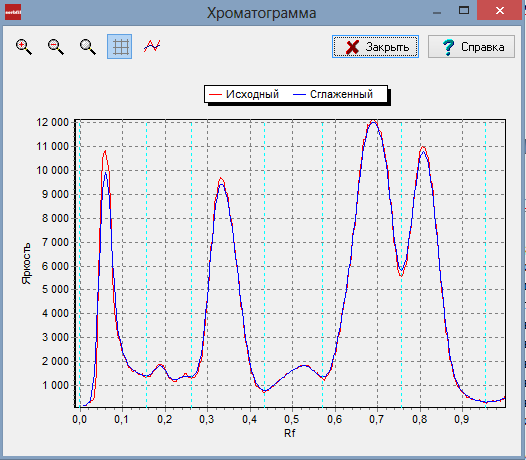 Хроматограмма
Закрыть
Справка
Исходный
Сглаженный
12 000
11 000
10 000
9 000
8 000
7 000
6 000
5 000
4 000
3 000
2 000
1 000
Яркость
0,0 0,1 0,2 0,3 0,4 0,5 0,6 0,7 0,8 0,9
Rf